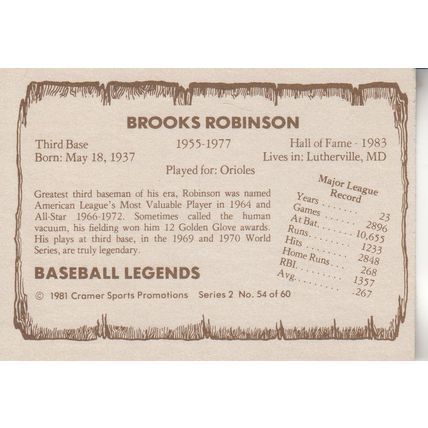 BROOKS ROBINSON
Third Base 1955-1977 Hall of Fame - 1983
Born: May 18, 1937 Lives in: Lutherville, MD
Played for: Orioles
Greatest third baseman of his era, Robinson was named
American League's Most Valuable Player in 1964 and
All-Star 1966-1972. Sometimes called the human
vacuum, his fielding won him 12 Golden Glove awards.
His plays at third base, in the 1969 and 1970 World
Series, are truly legendary.
Major League
Record
Years . . . . . . . . 23
Games . . . . . . 2896
At Bat. . . . . . 10,655
Runs. . . . . . . 1233
Hits . . . . . . . 2848
Home Runs. . . 268
RBI. . . . . . . . 1357
Avg.. . . . . . . .267
BASEBALL LEGENDS
© 1981 Cramer Sports Promotions Series 2 No. 54 of 60